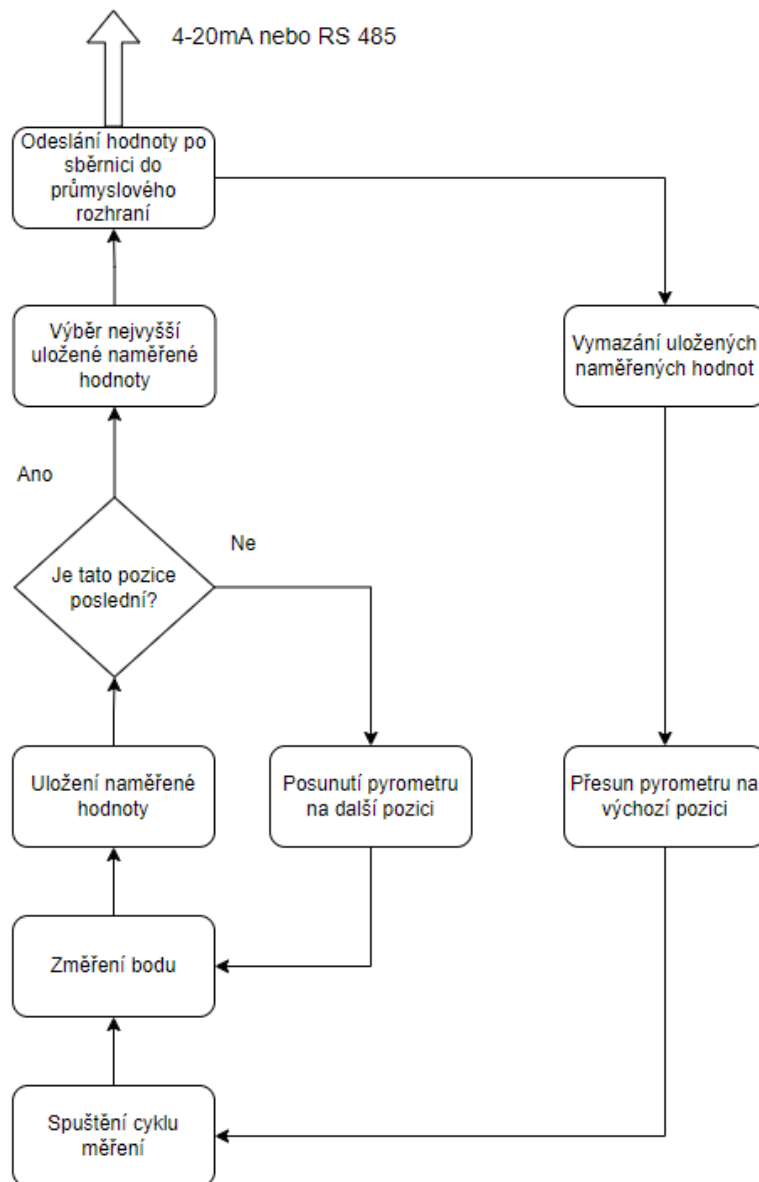 4-20mA nebo RS 485
Odeslání hodnoty po
sběrnici do
průmyslového
rozhraní
Výběr nejvyšší
uložené naměřené
hodnoty
Vymazání uložených
naměřených hodnot
Ano
Ne
Je tato pozice
poslední?
Uložení naměřené
hodnoty
Posunutí pyrometru
na další pozici
Přesun pyrometru na
výchozí pozici
Změření bodu
Spuštění cyklu
měření